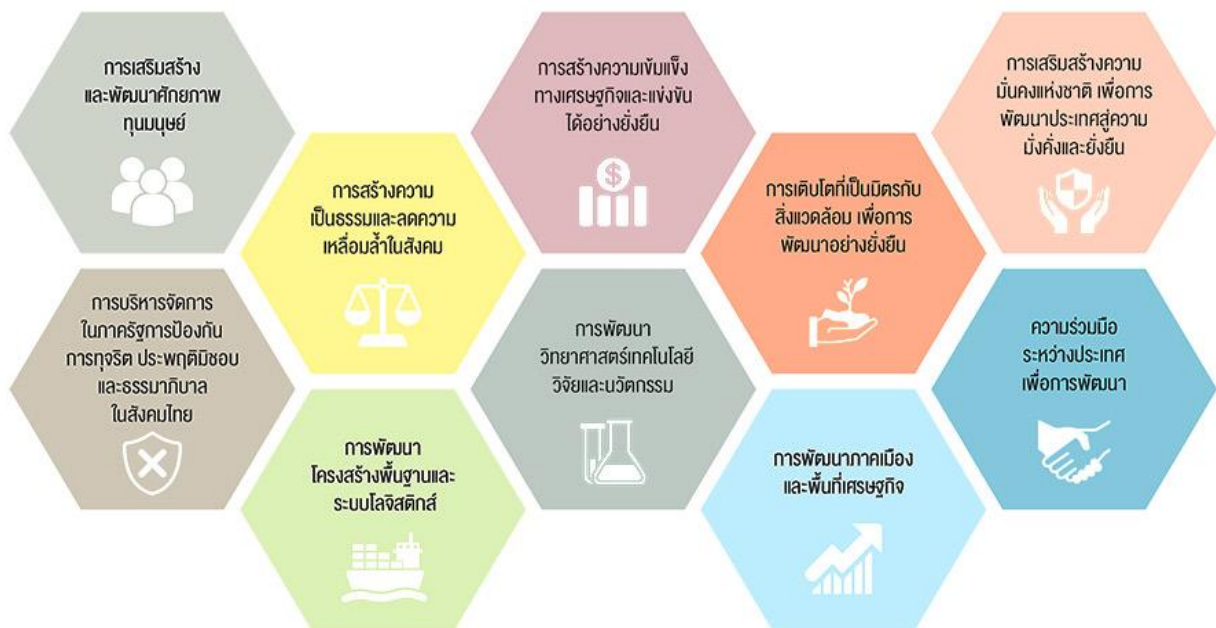 การเสริมสร้าง
และพัฒนาศักยภาพ
ทุนมนุษย์
การสร้างความ
เป็นธรรมและลดความ
เหลื่อมล้ำในสังคม
การสร้างความเข้มแข็ง
ทางเศรษฐกิจและแข่งขัน
ได้อย่างยั่งยืน
$
การเติบโตที่เป็นมิตรกับ
สิ่งแวดล้อม เพื่อการ
พัฒนาอย่างยั่งยืน
การเสริมสร้างความ
มั่นคงแห่งชาติ เพื่อการ
พัฒนาประเทศสู่ความ
มั่งคั่งและยั่งยืน
การบริหารจัดการ
ในภาครัฐการป้องกัน
การทุจริต ประพฤติมิชอบ
และธรรมาภิบาล
ในสังคมไทย
การพัฒนา
โครงสร้างพื้นฐานและ
ระบบโลจิสติกส์
การพัฒนา
วิทยาศาสตร์เทคโนโลยี
วิจัยและนวัตกรรม
การพัฒนาภาคเมือง
และพื้นที่เศรษฐกิจ
ความร่วมมือ
ระหว่างประเทศ
เพื่อการพัฒนา